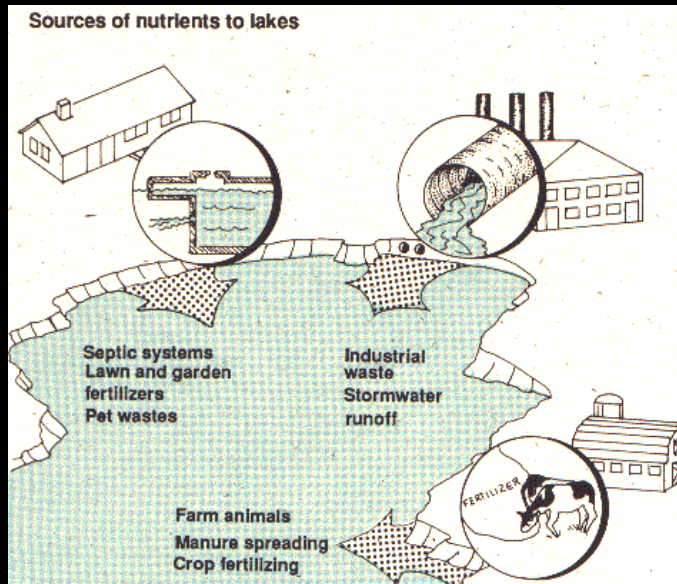 Sources of nutrients to lakes
Septic systems
Lawn and garden
fertilizers
Pet wastes
Industrial
waste
Stormwater
runoff
FERTILIZER
Farm animals
Manure spreading
Crop fertilizing